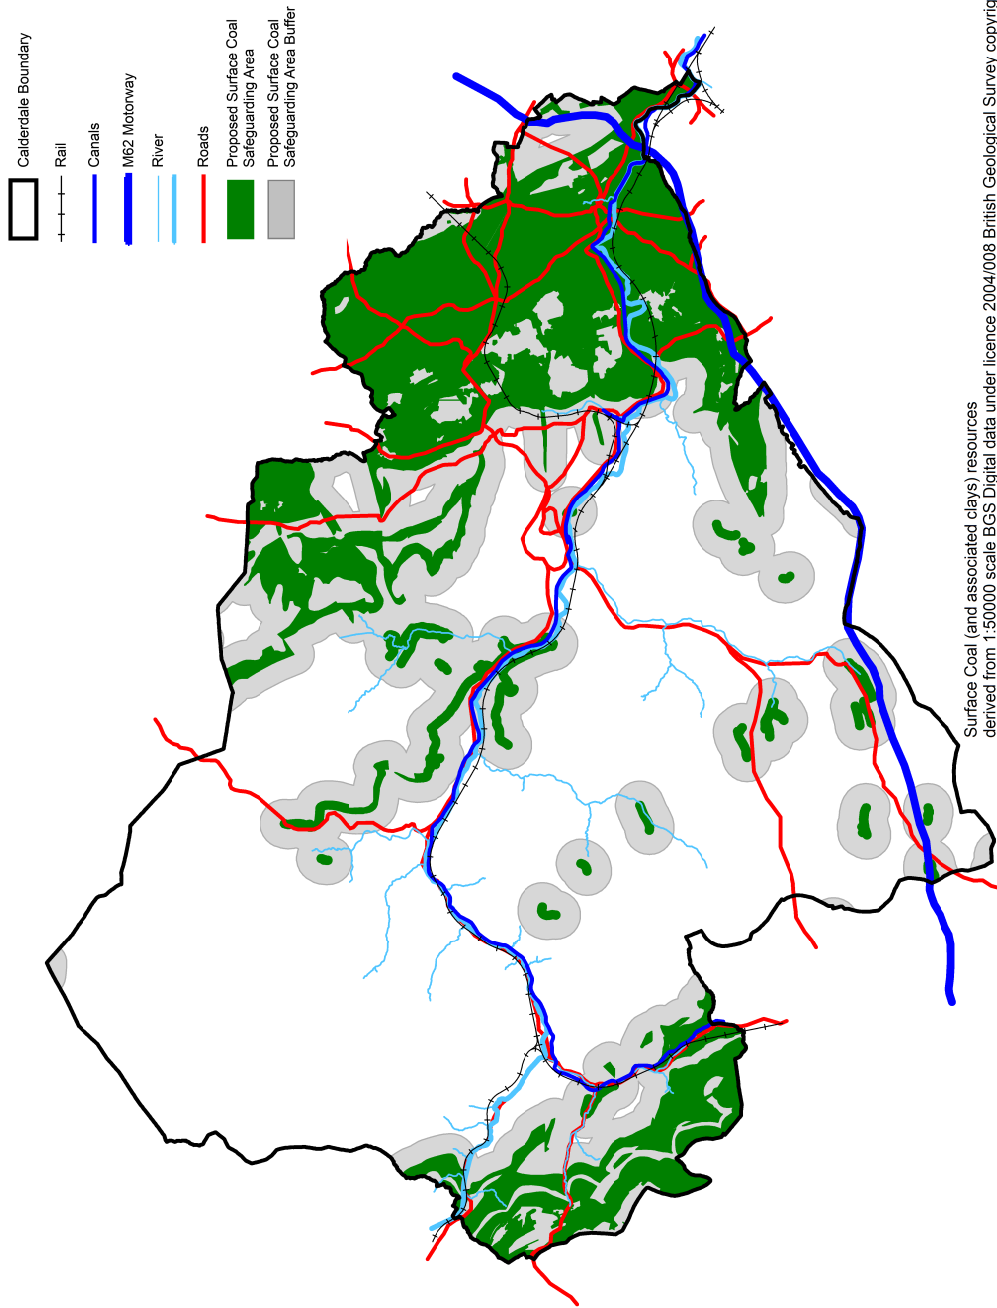 Calderdale Boundary
Rail
Canals
M62 Motorway
River
Roads
Proposed Surface Coal
Safeguarding Area
Proposed Surface Coal
Safeguarding Area Buffer
Surface Coal (and associated clays) resources
derived from 1:50000 scale BGS Digital data under licence 2004/008 British Geological Survey copyrig